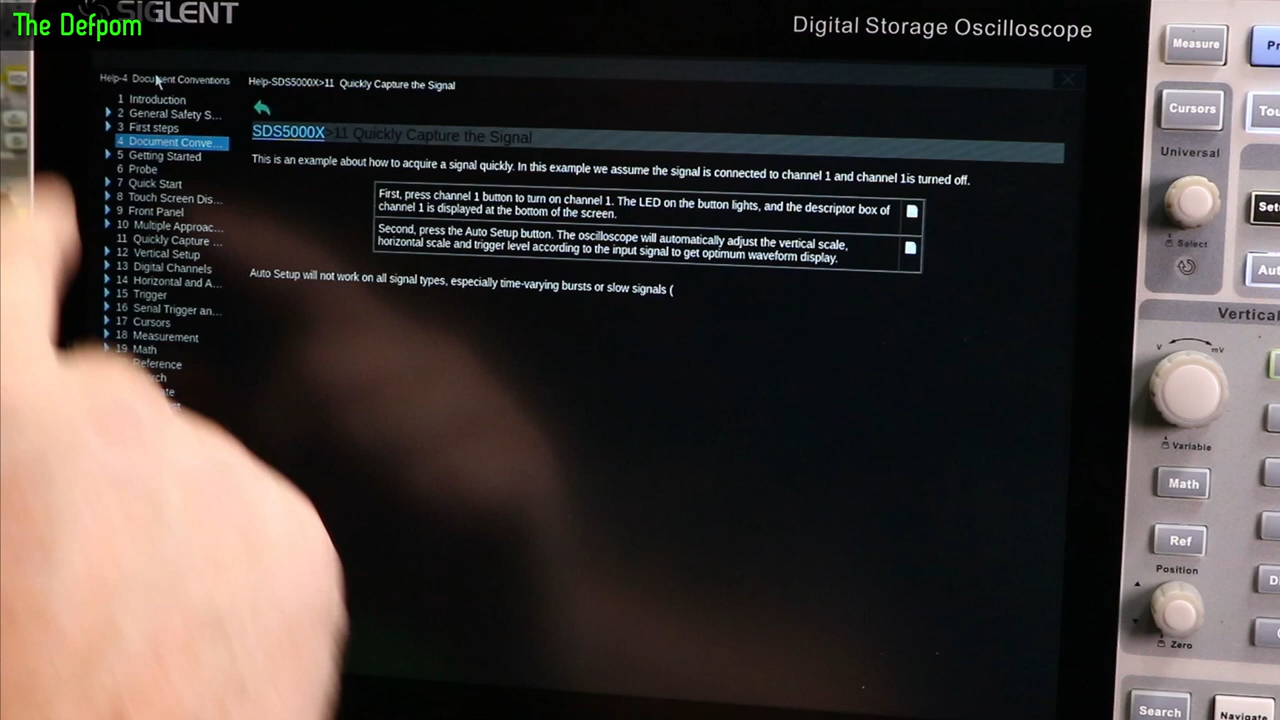 The Defpom
SIGLENT
Digital Storage Oscilloscope
Help-4 Document Conventions
Help-SDS5000X>11 Quickly Capture the Signal
1 Introduction
2 General Safety S...
3 First steps
4 Document Conve...
5 Getting Started
6 Probe
7 Quick Start
8 Touch Screen Dis...
9 Front Panel
10 Multiple Approac...
11 Quickly Capture ...
12 Vertical Setup
13 Digital Channels
14 Horizontal and A...
15 Trigger
16 Serial Trigger an...
17 Cursors
18 Measurement
19 Math
Reference
SDS5000X>11 Quickly Capture the Signal
This is an example about how to acquire a signal quickly. In this example we assume the signal is connected to channel 1 and channel 1is turned off.
First, press channel 1 button to turn on channel 1. The LED on the button lights, and the descriptor box of
channel 1 is displayed at the bottom of the screen.
Second, press the Auto Setup button. The oscilloscope will automatically adjust the vertical scale,
horizontal scale and trigger level according to the input signal to get optimum waveform display.
Auto Setup will not work on all signal types, especially time-varying bursts or slow signals (
Measure
Cursors
Universal
Select
Vertical
V
mV
Variable
Math
Ref
Position
Zero
Search
Navigate